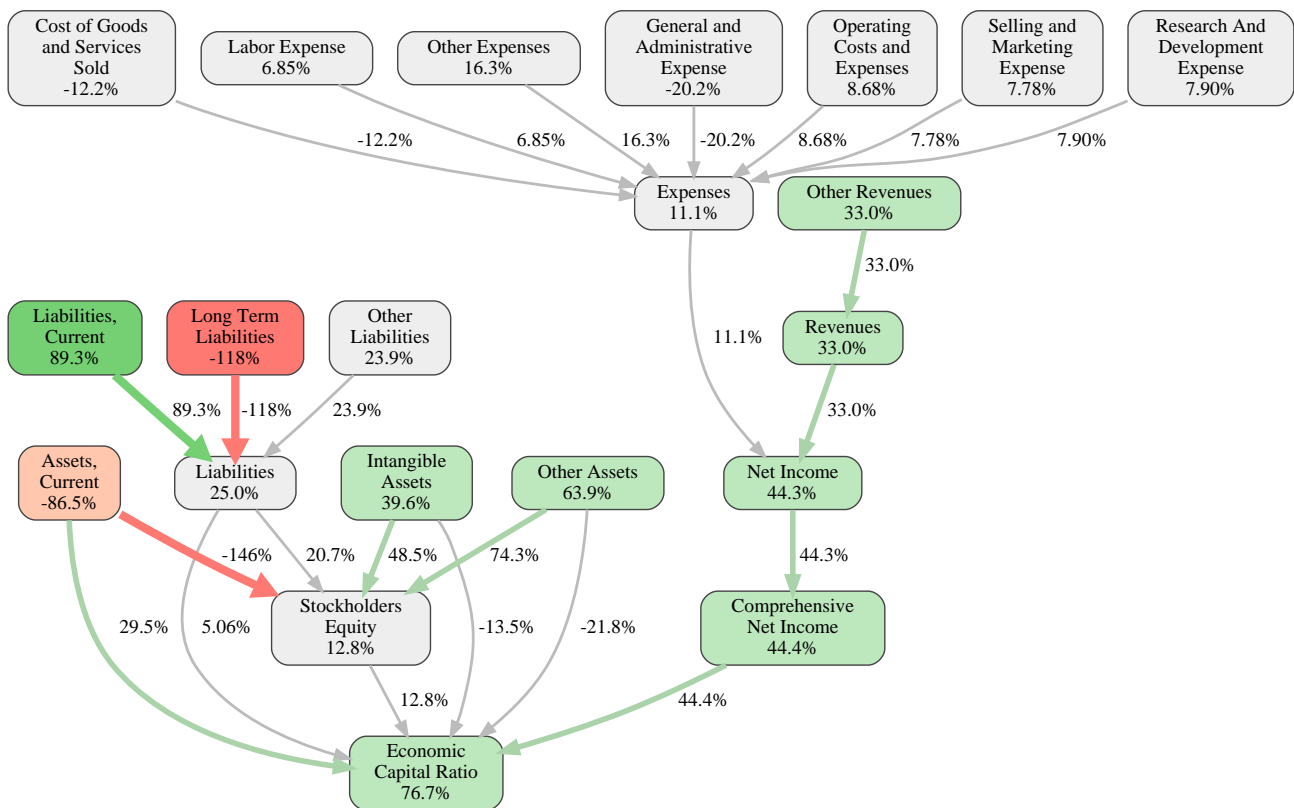 Cost of Goods
and Services
Sold
-12.2%
Labor Expense
6.85%
Other Expenses
16.3%
General and
Administrative
Expense
-20.2%
Operating
Costs and
Expenses
8.68%
Selling and
Marketing
Expense
7.78%
Research And
Development
Expense
7.90%
-12.2%
6.85%
16.3%
-20.2%
8.68%
7.78%
7.90%
Expenses
11.1%
Other Revenues
33.0%
33.0%
Liabilities,
Current
89.3%
Long Term
Liabilities
-118%
Other
Liabilities
23.9%
11.1%
Revenues
33.0%
89.3%
-118%
23.9%
33.0%
Assets,
Current
-86.5%
Liabilities
25.0%
Intangible
Assets
39.6%
Other Assets
63.9%
Net Income
44.3%
-146%
20.7%
48.5%
74.3%
44.3%
29.5%
5.06%
Stockholders
Equity
12.8%
-13.5%
-21.8%
Comprehensive
Net Income
44.4%
12.8%
44.4%
Economic
Capital Ratio
76.7%